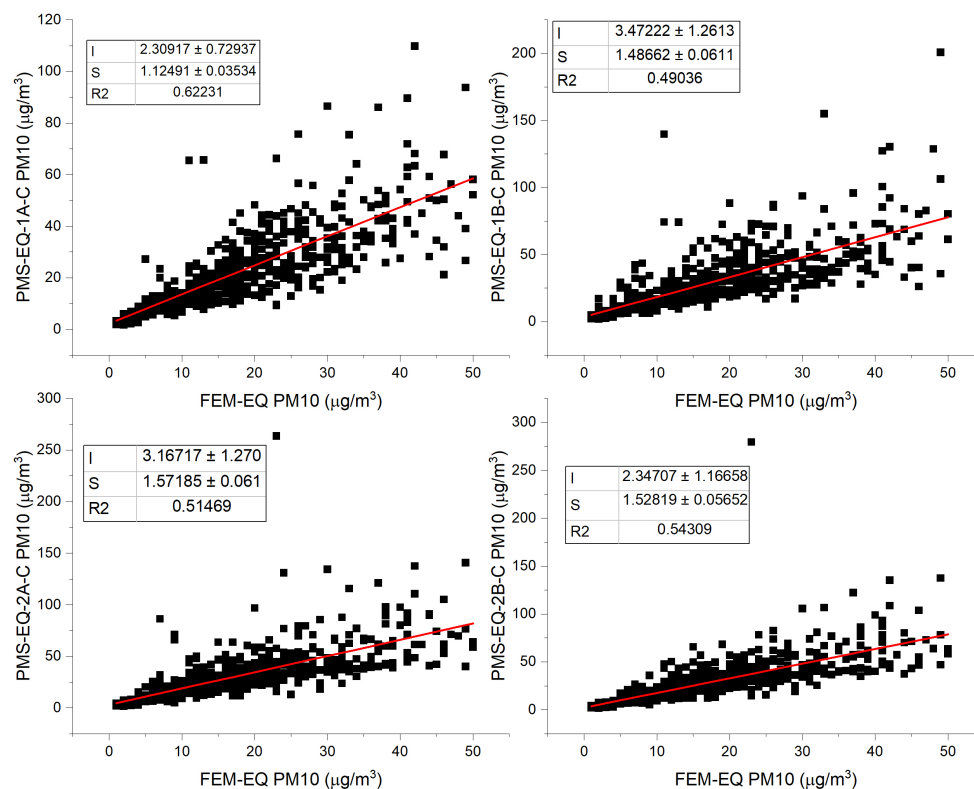 120
100
80
60
40
20
0
PMS-EQ-1A-C PM10 (μg/m³)
I 2.30917 ± 0.72937
S 1.12491 ± 0.03534
R2 0.62231
0 10 20 30 40 50
FEM-EQ PM10 (μg/m³)
200
150
100
50
0
PMS-EQ-1B-C PM10 (μg/m³)
I 3.47222 ± 1.2613
S 1.48662 ± 0.0611
R2 0.49036
0 10 20 30 40 50
FEM-EQ PM10 (μg/m³)
300
250
200
150
100
50
0
PMS-EQ-2A-C PM10 (μg/m³)
I 3.16717 ± 1.270
S 1.57185 ± 0.061
R2 0.51469
0 10 20 30 40 50
FEM-EQ PM10 (μg/m³)
300
250
200
150
100
50
0
PMS-EQ-2B-C PM10 (μg/m³)
I 2.34707 ± 1.16658
S 1.52819 ± 0.05652
R2 0.54309
0 10 20 30 40 50
FEM-EQ PM10 (μg/m³)